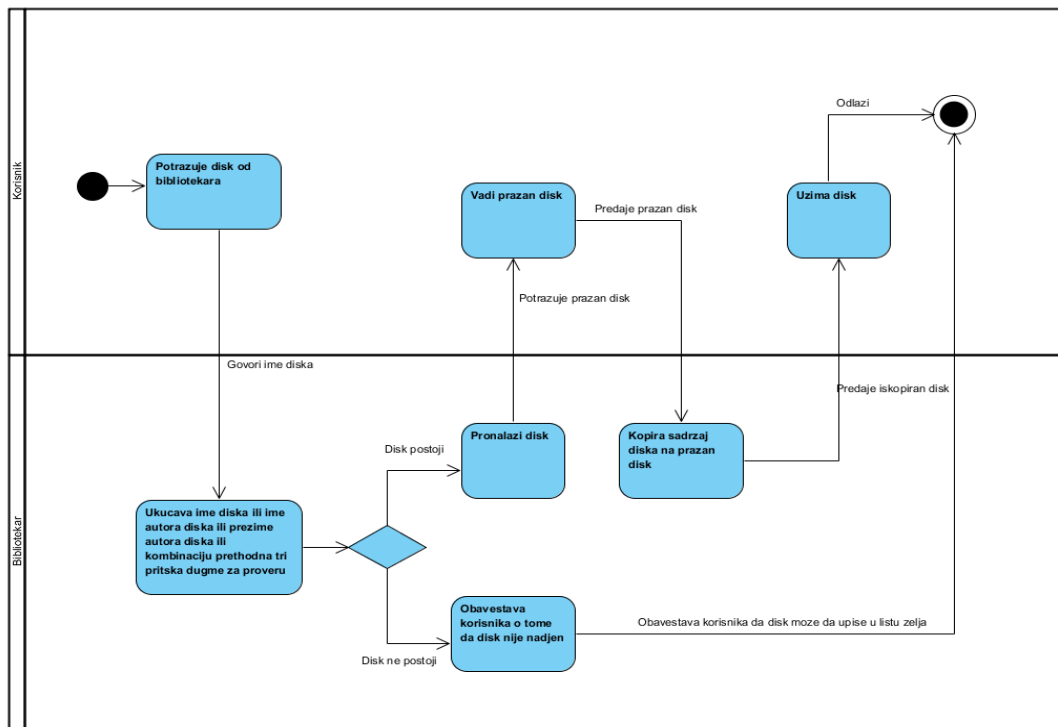 Korisnik
Odlazi
Potrazuje disk od
bibliotekara
Vadi prazan disk
Predaje prazan disk
Uzima disk
Potrazuje prazan disk
Bibliotekar
Govori ime diska
Predaje iskopiran disk
Disk postoji
Pronalazi disk
Kopira sadrzaj
diska na prazan
disk
Ukucava ime diska ili ime
autora diska ili prezime
autora diska ili
kombinaciju prethodna tri
pritska dugme za proveru
Obavestava
korisnika o tome
da disk nije nadjen
Obavestava korisnika da disk moze da upise u listu zelja
Disk ne postoji